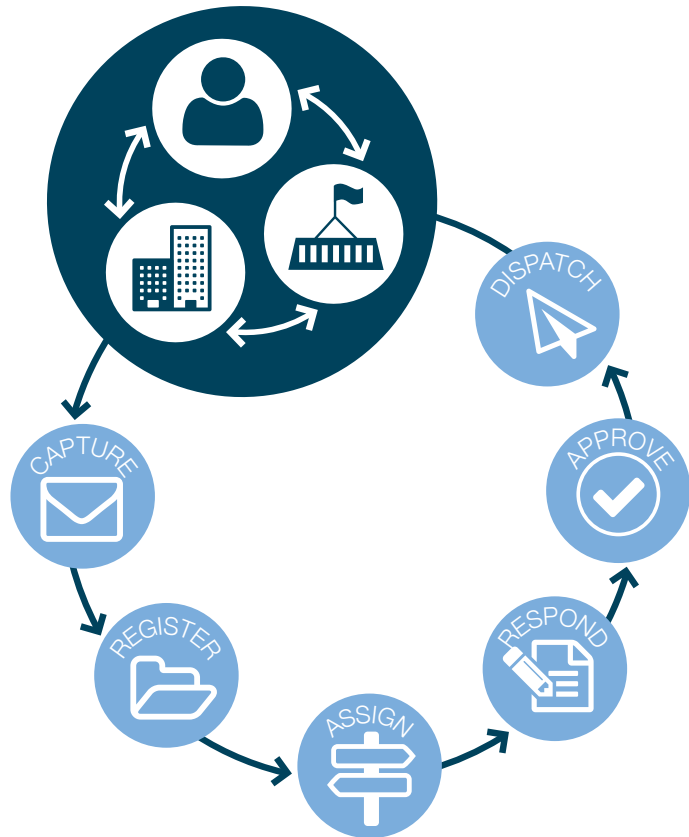 CAPTURE
REGISTER
ASSIGN
RESPOND
APPROVE
DISPATCH